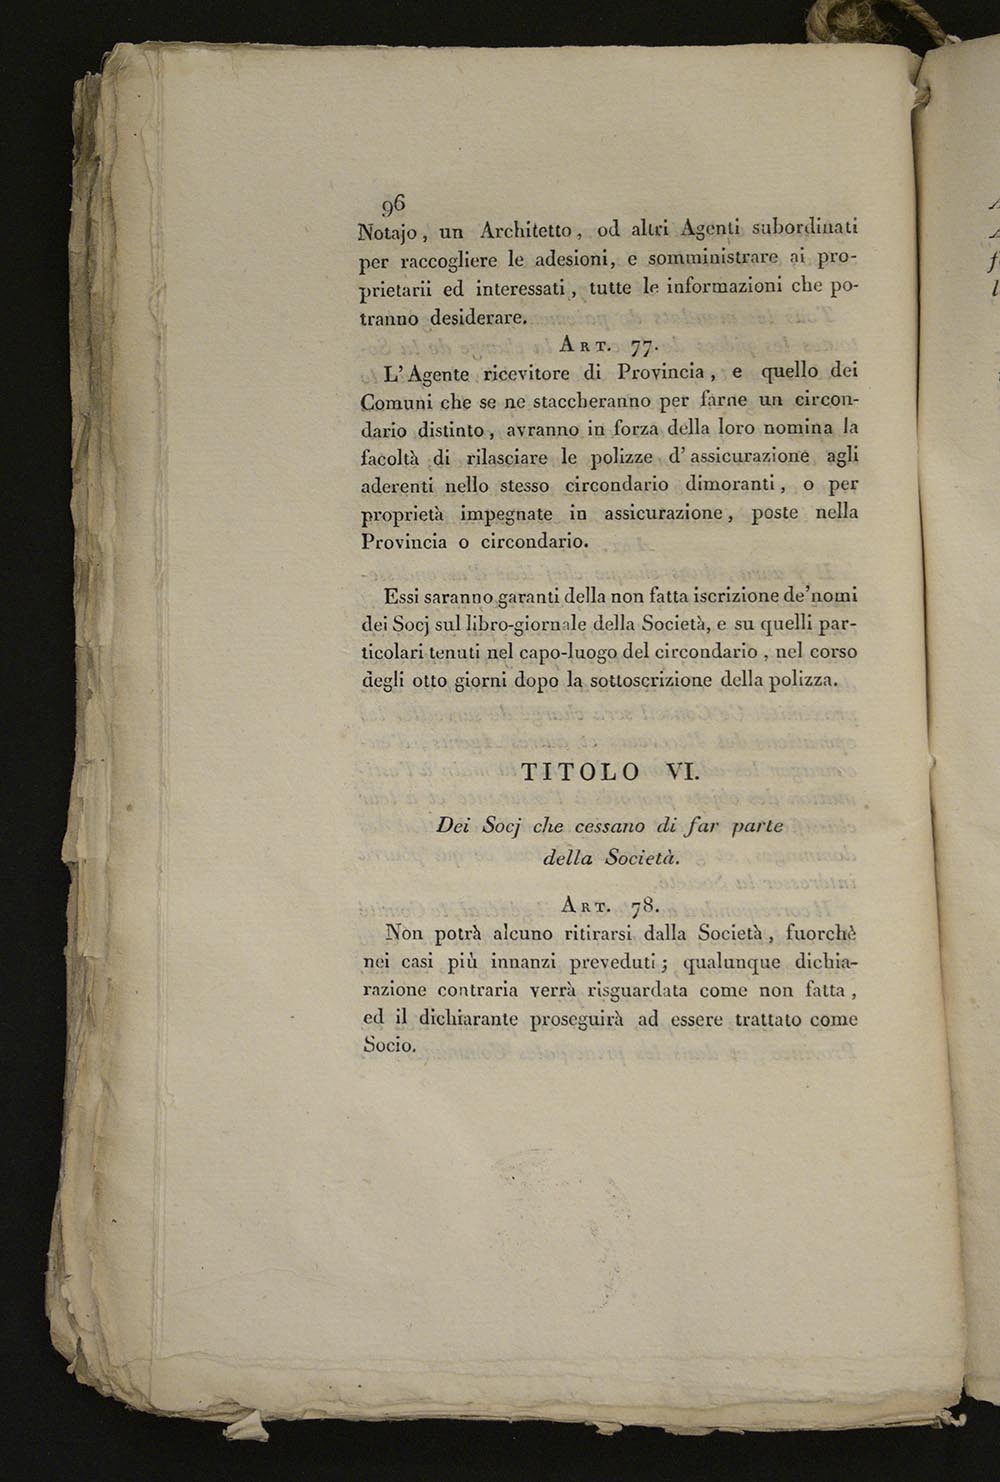 96
Notajo, un Architetto, od altri Agenti subordinati
per raccogliere le adesioni, e somministrare ai pro-
prietarii ed interessati, tutte le informazioni che po-
tranno desiderare.
ART. 77.
L'Agente ricevitore di Provincia, e quello dei
Comuni che se ne staccheranno per farne un circon-
dario distinto, avranno in forza della loro nomina la
facoltà di rilasciare le polizze d'assicurazione agli
aderenti nello stesso circondario dimoranti, o per
proprietà impegnate in assicurazione, poste nella
Provincia o circondario.
Essi saranno garanti della non fatta iscrizione de'nomi
dei Socj sul libro-giornale della Società, e su quelli par-
ticolari tenuti nel capo-luogo del circondario, nel corso
degli otto giorni dopo la sottoscrizione della polizza.
TITOLO VI.
Dei Socj che cessano di far parte
della Società.
ART. 78.
Non potrà alcuno ritirarsi dalla Società, fuorchè
nei casi più innanzi preveduti; qualunque dichia-
razione contraria verrà risguardata come non fatta,
ed il dichiarante proseguirà ad essere trattato come
Socio.